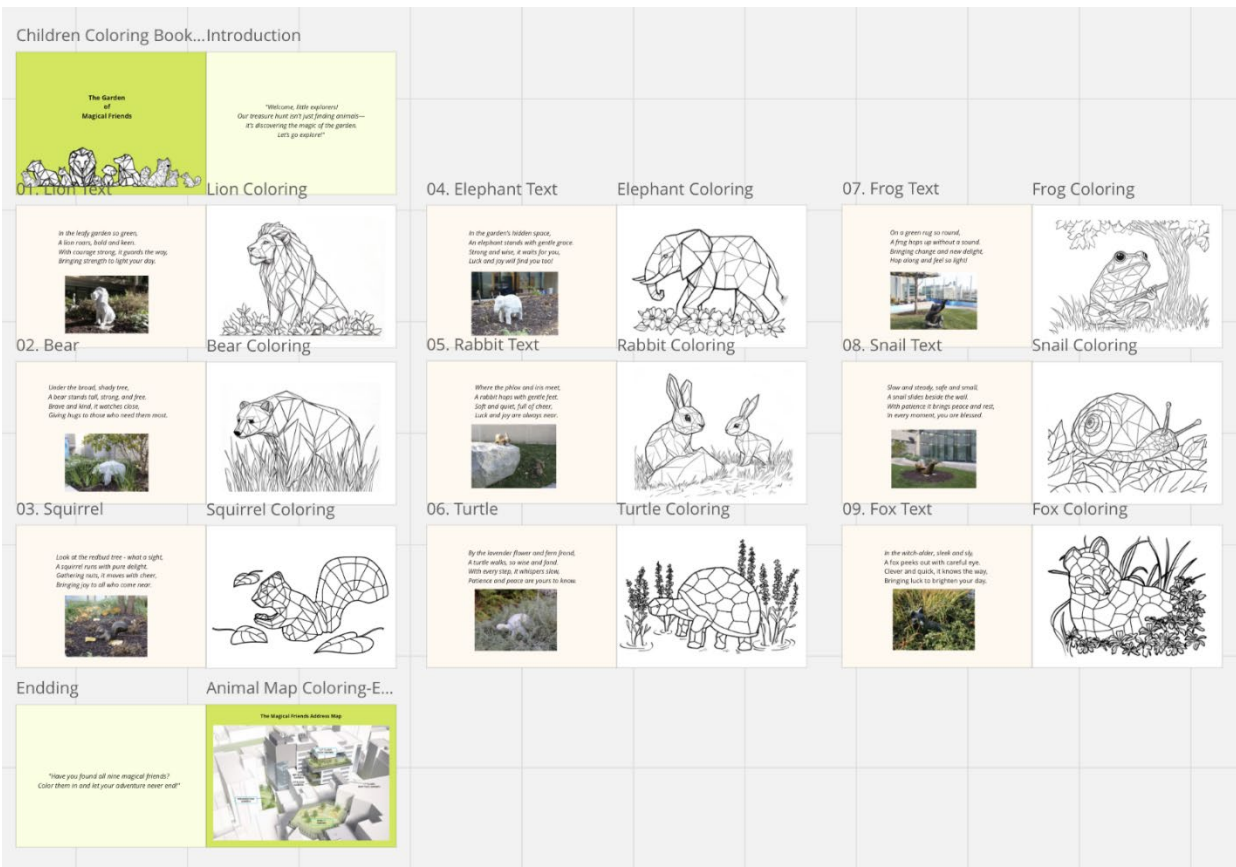 Children Coloring Book...
Introduction
The Garden
of
Magical Friends
"Welcome, little explorers!
Our treasure hunt isn't just finding animals—
it's discovering the magic of the garden.
Let's go explore!"
01. Lion Text
Lion Coloring
In the leafy garden so green,
A lion roars, bold and keen.
With courage strong, it guards the way,
Bringing strength to light your day.
04. Elephant Text
Elephant Coloring
In the garden's hidden space,
An elephant stands with gentle grace.
Strong and wise, it waits for you,
Luck and joy will find you too!
07. Frog Text
Frog Coloring
On a green rug so round,
A frog hops up without a sound.
Bringing change and new delight,
Hop along and feel so light!
02. Bear
Bear Coloring
Under the broad, shady tree,
A bear stands tall, strong, and free.
Brave and kind, it watches close,
Giving hugs to those who need them most.
05. Rabbit Text
Rabbit Coloring
Where the phlox and iris meet,
A rabbit hops with gentle feet.
Soft and quiet, full of cheer,
Luck and joy are always near.
08. Snail Text
Snail Coloring
Slow and steady, safe and small,
A snail slides beside the wall.
With patience it brings peace and rest,
In every moment, you are blessed.
03. Squirrel
Squirrel Coloring
Look at the redbud tree - what a sight,
A squirrel runs with pure delight.
Gathering nuts, it moves with cheer,
Bringing joy to all who come near.
06. Turtle
Turtle Coloring
By the lavender flower and fern frond,
A turtle walks, so wise and fond.
With every step, it whispers slow,
Patience and peace are yours to know.
09. Fox Text
Fox Coloring
In the witch-alder, sleek and sly,
A fox peeks out with careful eye.
Clever and quick, it knows the way,
Bringing luck to brighten your day.
Endding
Animal Map Coloring-E...
"Have you found all nine magical friends?
Color them in and let your adventure never end!"
The Magical Friends Address Map